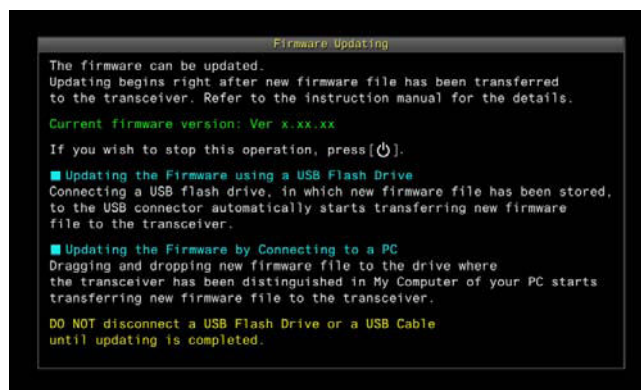 Firmware Updating
The firmware can be updated.
Updating begins right after new firmware file has been transferred
to the transceiver. Refer to the instruction manual for the details.
Current firmware version: Ver x.xx.xx
If you wish to stop this operation, press[⏻].
■ Updating the Firmware using a USB Flash Drive
Connecting a USB flash drive, in which new firmware file has been stored,
to the USB connector automatically starts transferring new firmware
file to the transceiver.
■ Updating the Firmware by Connecting to a PC
Dragging and dropping new firmware file to the drive where
the transceiver has been distinguished in My Computer of your PC starts
transferring new firmware file to the transceiver.
DO NOT disconnect a USB Flash Drive or a USB Cable
until updating is completed.